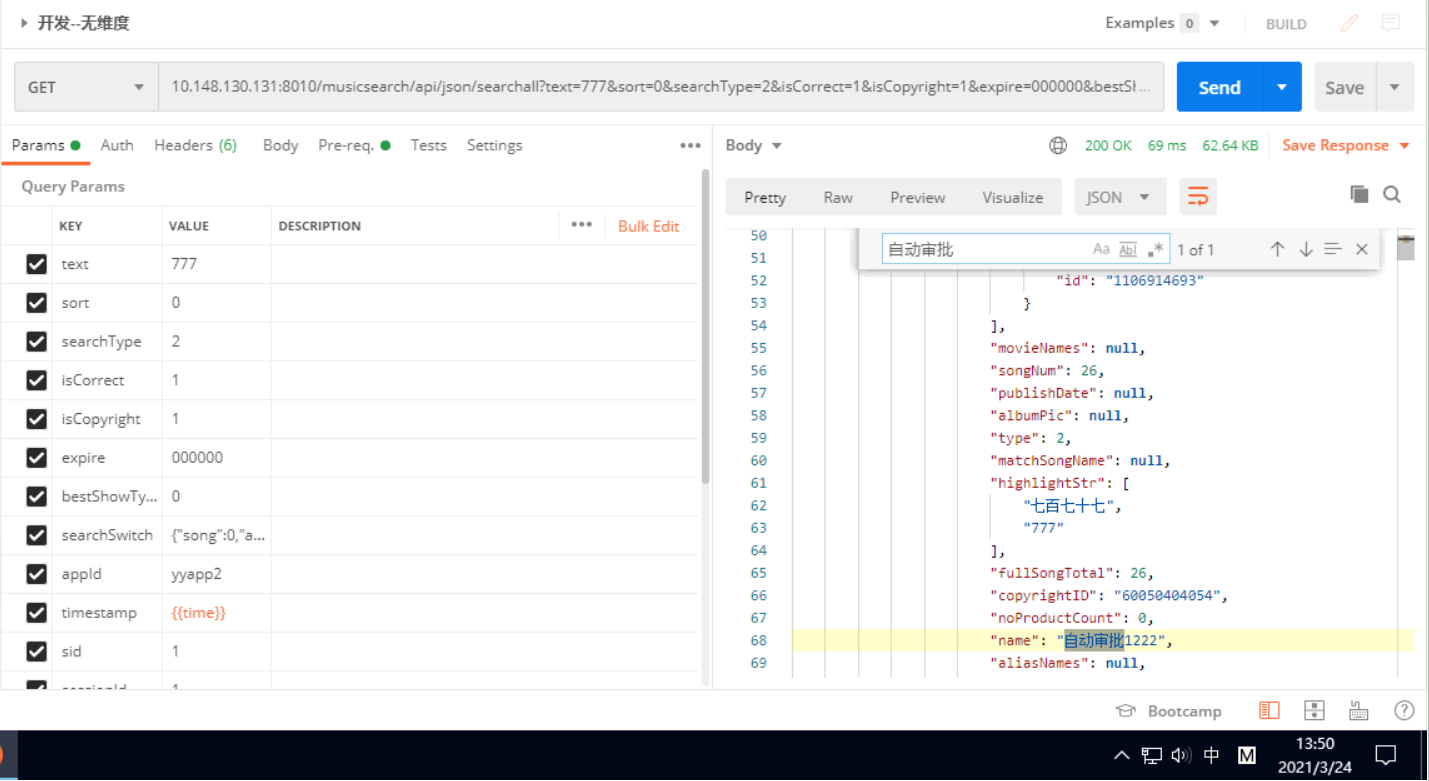 开发--无维度
Examples 0
BUILD
GET
10.148.130.131:8010/musicsearch/api/json/searchall?text=777&sort=0&searchType=2&isCorrect=1&isCopyright=1&expire=000000&bestSh...
Send
Save
Params
Auth
Headers (6)
Body
Pre-req.
Tests
Settings
•••
Query Params
KEY VALUE DESCRIPTION ••• Bulk Edit
text 777
sort 0
searchType 2
isCorrect 1
isCopyright 1
expire 000000
bestShowTy... 0
searchSwitch {"song":0,"a...
appId yyapp2
timestamp {{time}}
sid 1
Body
200 OK 69 ms 62.64 KB Save Response
Pretty Raw Preview Visualize JSON
自动审批 Aa Abl .* 1 of 1
50
51
52 "id": "1106914693"
53 }
54 ],
55 "movieNames": null,
56 "songNum": 26,
57 "publishDate": null,
58 "albumPic": null,
59 "type": 2,
60 "matchSongName": null,
61 "highlightStr": [
62 "七百七十七",
63 "777"
64 ],
65 "fullSongTotal": 26,
66 "copyrightID": "60050404054",
67 "noProductCount": 0,
68 "name": "自动审批1222",
69 "aliasNames": null,
Bootcamp
中 M
13:50
2021/3/24